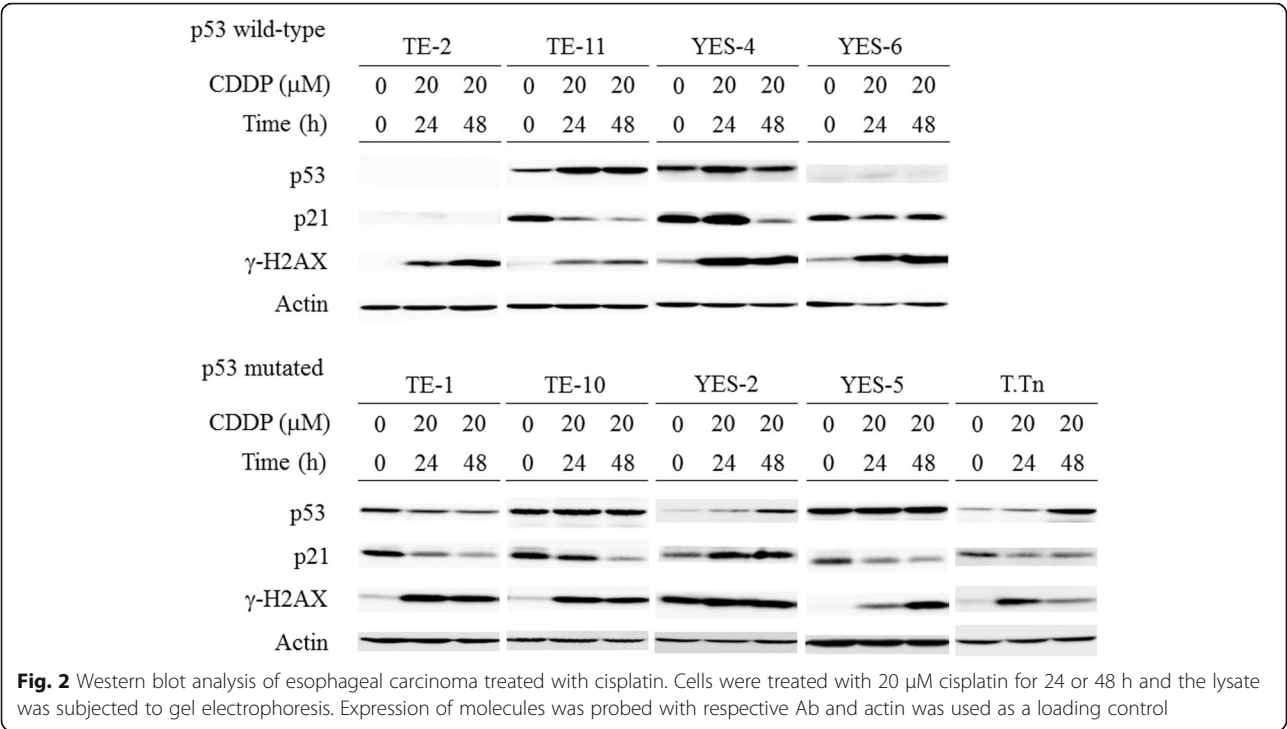 p53 wild-type
TE-2 TE-11 YES-4 YES-6
CDDP (μM) 0 20 20 0 20 20 0 20 20 0 20 20
Time (h) 0 24 48 0 24 48 0 24 48 0 24 48
p53
p21
γ-H2AX
Actin
p53 mutated
TE-1 TE-10 YES-2 YES-5 T.Tn
CDDP (μM) 0 20 20 0 20 20 0 20 20 0 20 20 0 20 20
Time (h) 0 24 48 0 24 48 0 24 48 0 24 48 0 24 48
p53
p21
γ-H2AX
Actin
Fig. 2 Western blot analysis of esophageal carcinoma treated with cisplatin. Cells were treated with 20 μM cisplatin for 24 or 48 h and the lysate
was subjected to gel electrophoresis. Expression of molecules was probed with respective Ab and actin was used as a loading control